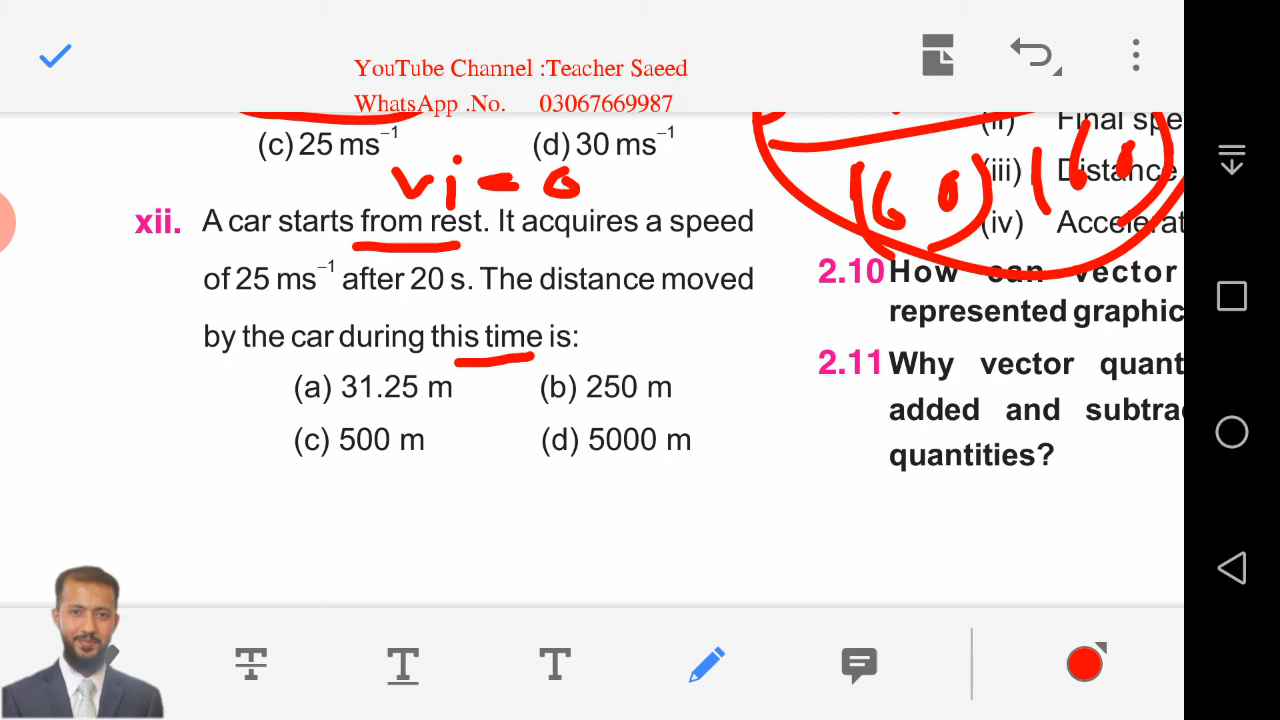 YouTube Channel :Teacher Saeed
WhatsApp .No. 03067669987
(c) 25 ms⁻¹ (d) 30 ms⁻¹
vi = 0
xii. A car starts from rest. It acquires a speed
of 25 ms⁻¹ after 20 s. The distance moved
by the car during this time is:
(a) 31.25 m (b) 250 m
(c) 500 m (d) 5000 m
(ii) Final spe
(iii) Distance
(iv) Accelerat
2.10 How can vector
represented graphic
2.11 Why vector quant
added and subtrac
quantities?
T T T